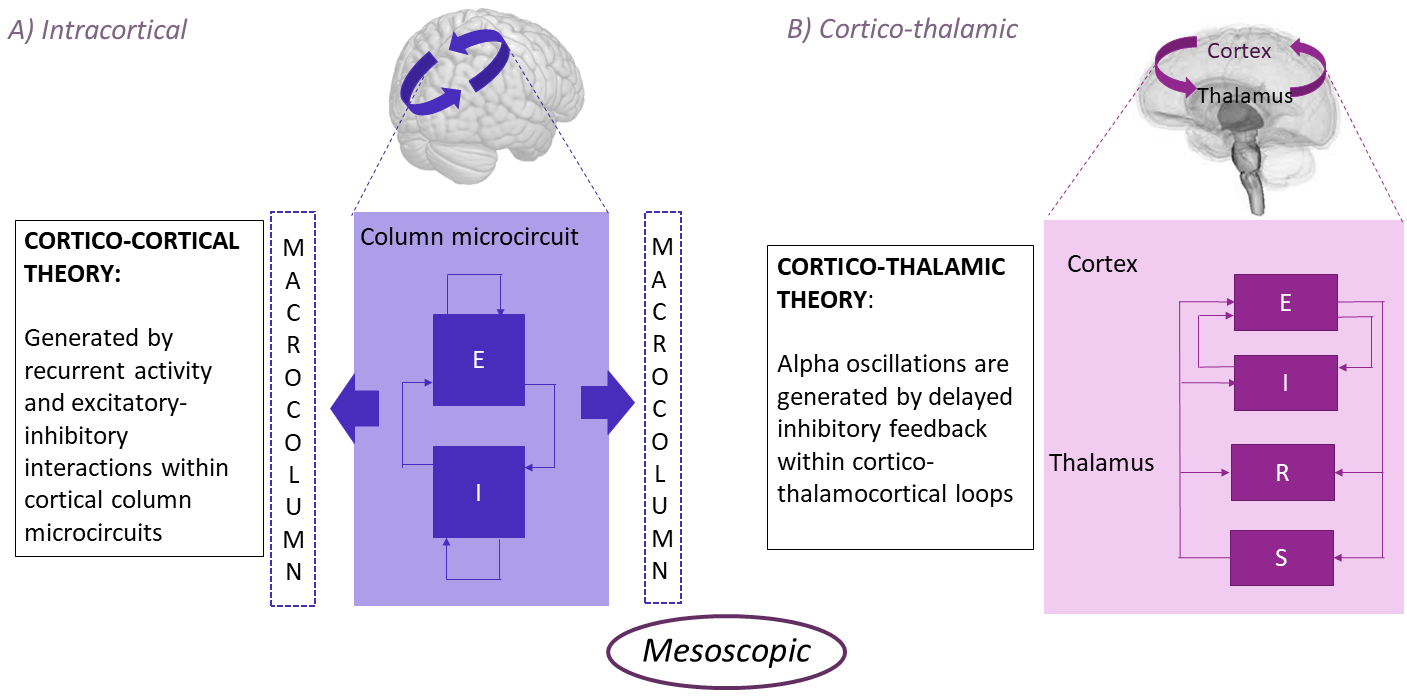 A) Intracortical
CORTICO-CORTICAL
THEORY:
Generated by
recurrent activity
and excitatory-
inhibitory
interactions within
cortical column
microcircuits
MACROCOLUMN
Column microcircuit
E
I
MACROCOLUMN
B) Cortico-thalamic
Cortex
Thalamus
CORTICO-THALAMIC
THEORY:
Alpha oscillations are
generated by delayed
inhibitory feedback
within cortico-
thalamocortical loops
Cortex
E
I
Thalamus
R
S
Mesoscopic